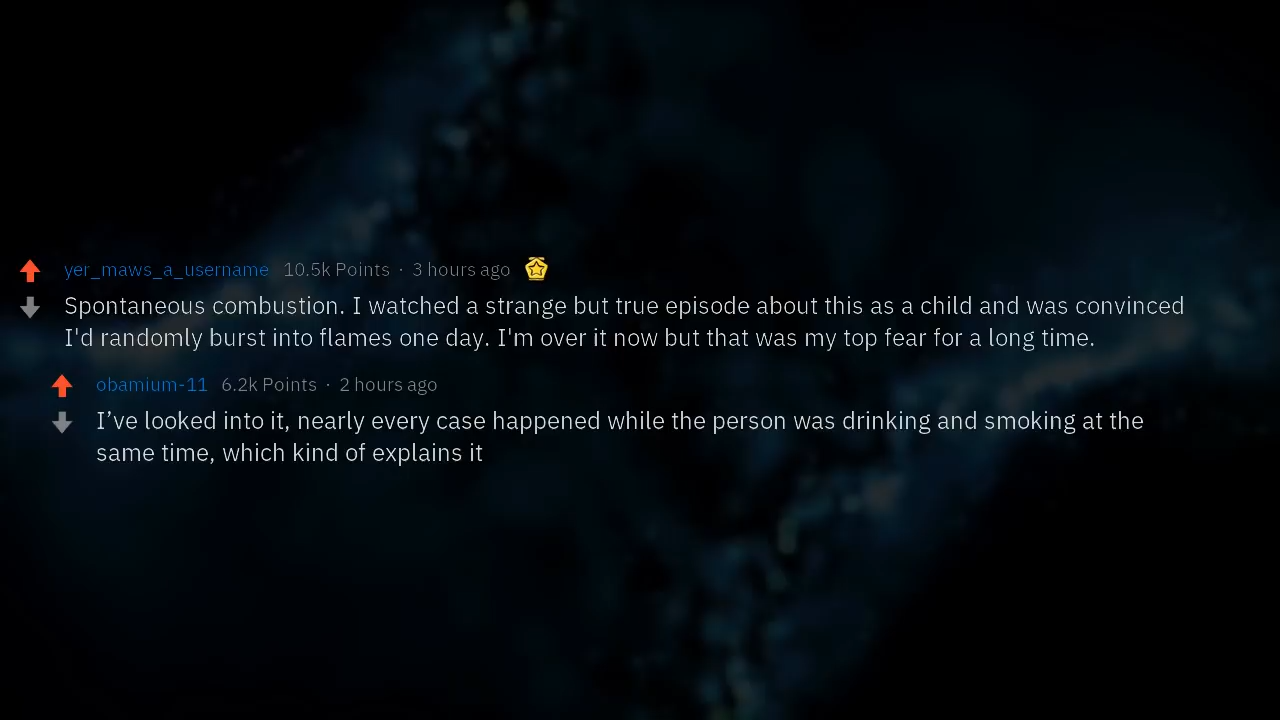 yer_maws_a_username 10.5k Points · 3 hours ago
Spontaneous combustion. I watched a strange but true episode about this as a child and was convinced
I'd randomly burst into flames one day. I'm over it now but that was my top fear for a long time.
obamium-11 6.2k Points · 2 hours ago
I’ve looked into it, nearly every case happened while the person was drinking and smoking at the
same time, which kind of explains it